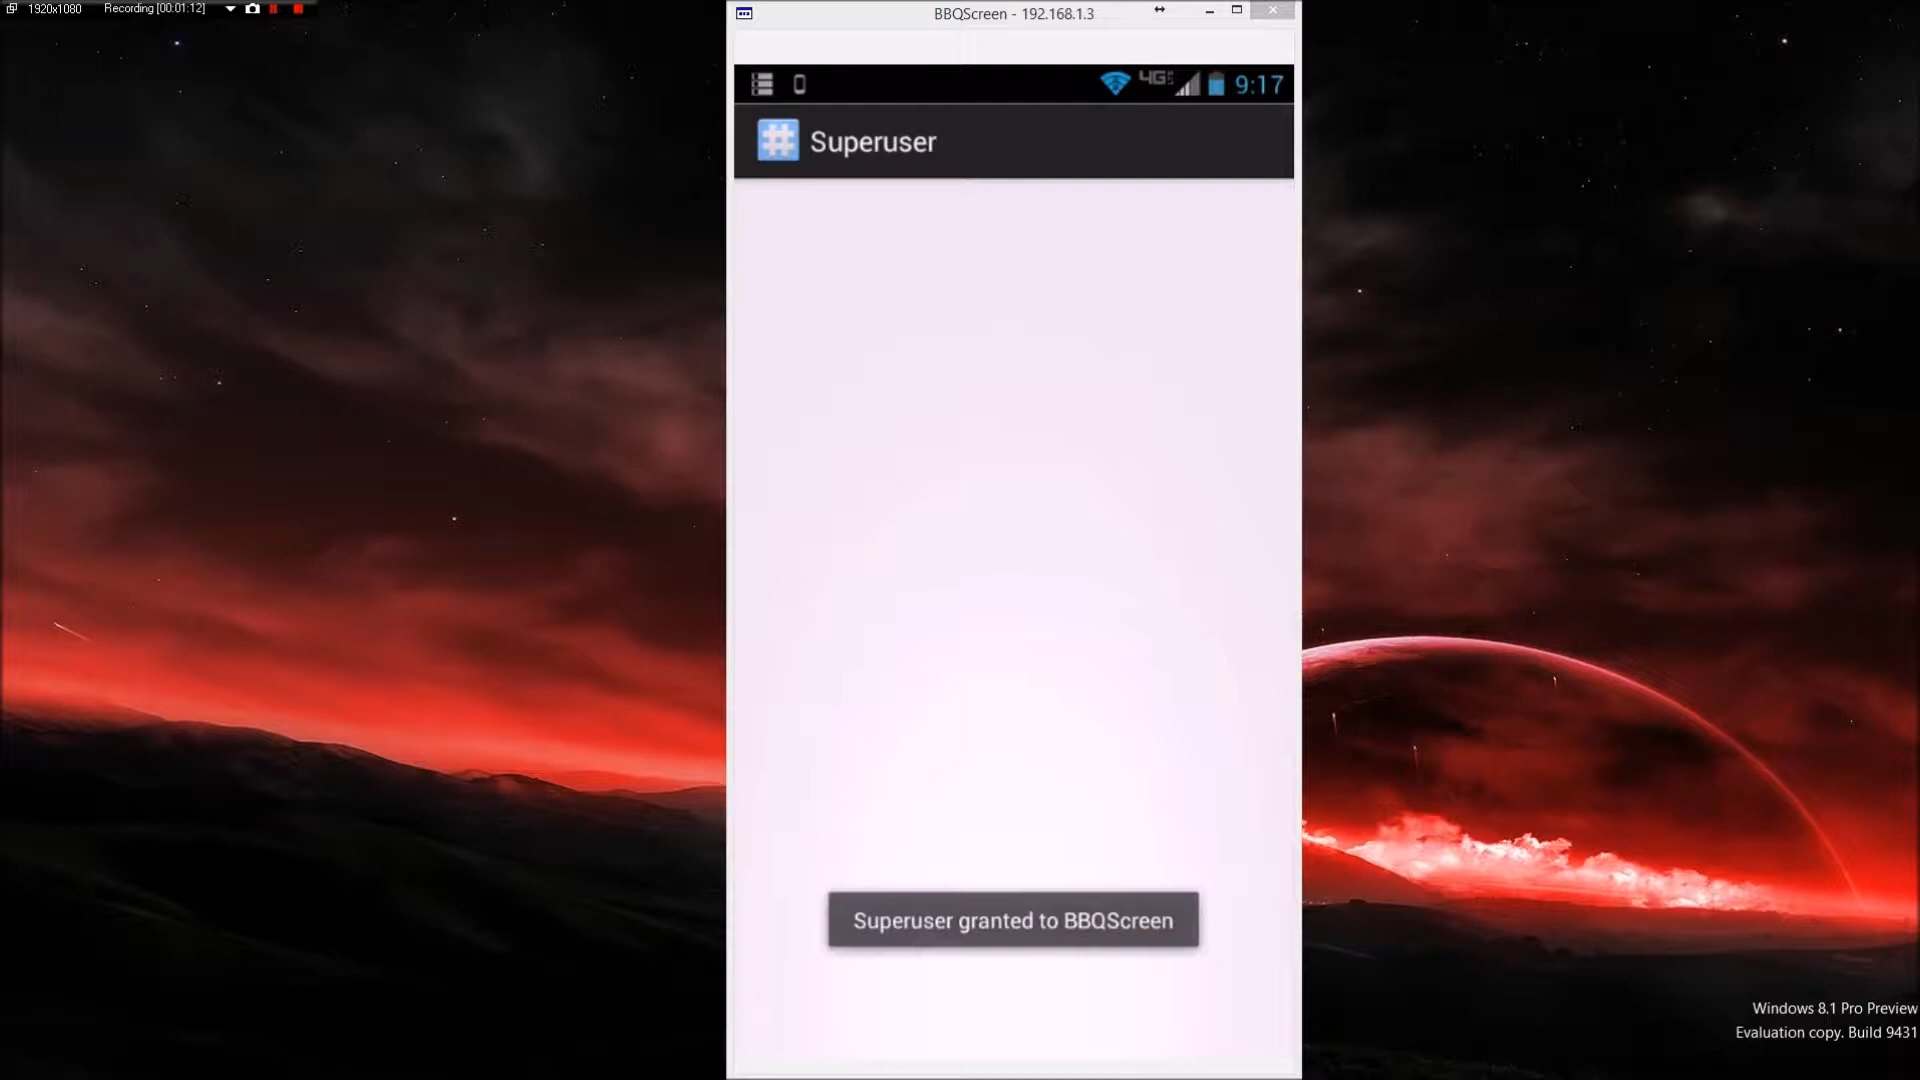 1920x1080 Recording [00:01:12]
BBQScreen - 192.168.1.3
4G 9:17
Superuser
Superuser granted to BBQScreen
Windows 8.1 Pro Preview
Evaluation copy. Build 9431